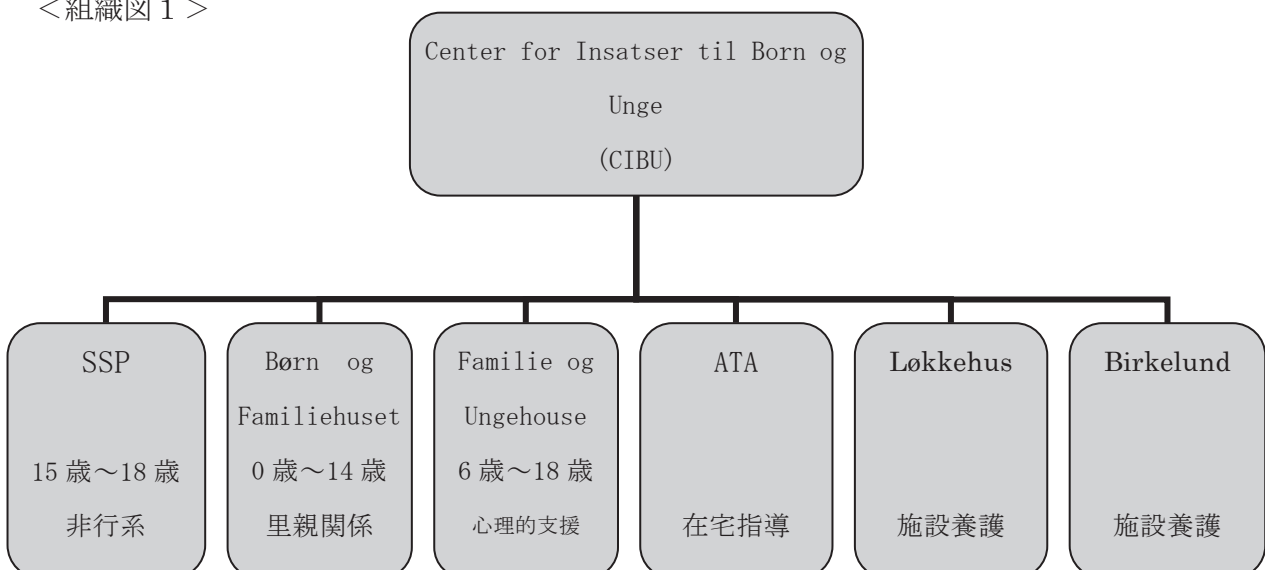 ＜組織図１＞
Center for Insatser til Born og
Unge
(CIBU)
SSP
15 歳～18 歳
非行系
Børn og
Familiehuset
0 歳～14 歳
里親関係
Familie og
Ungehouse
6 歳～18 歳
心理的支援
ATA
在宅指導
Løkkehus
施設養護
Birkelund
施設養護